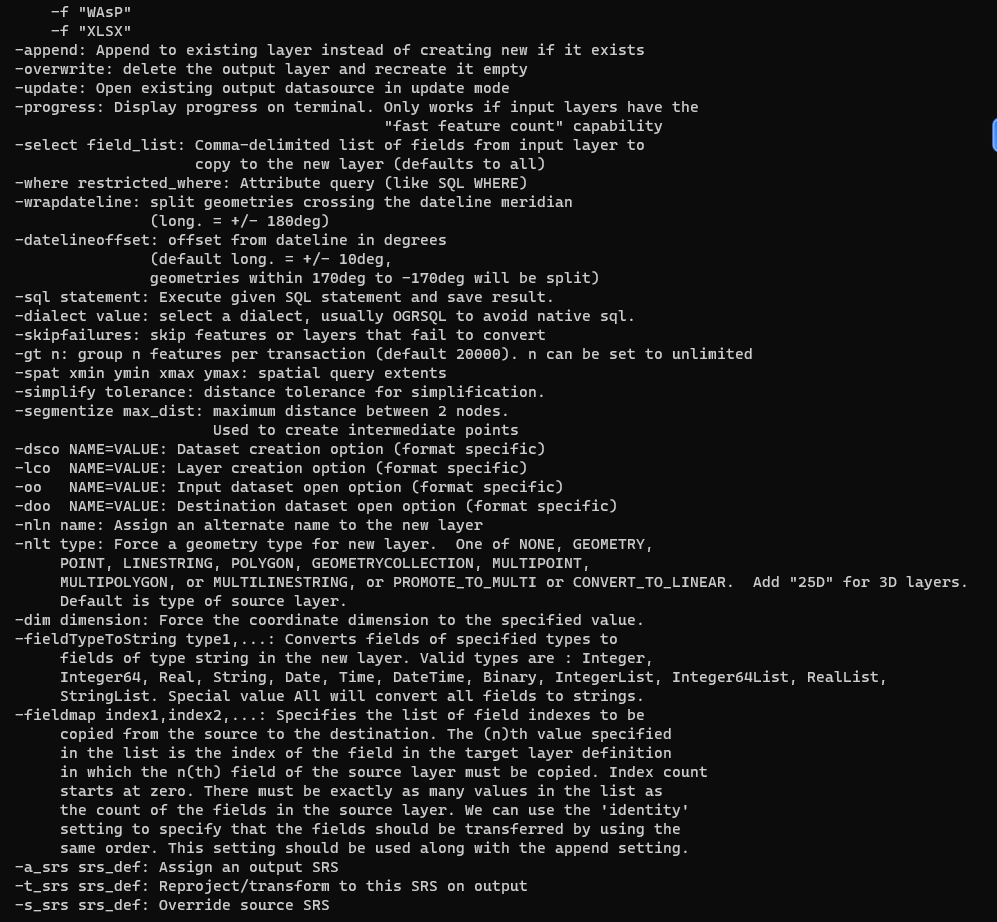 -f "WAsP"
-f "XLSX"
-append: Append to existing layer instead of creating new if it exists
-overwrite: delete the output layer and recreate it empty
-update: Open existing output datasource in update mode
-progress: Display progress on terminal. Only works if input layers have the
"fast feature count" capability
-select field_list: Comma-delimited list of fields from input layer to
copy to the new layer (defaults to all)
-where restricted_where: Attribute query (like SQL WHERE)
-wrapdateline: split geometries crossing the dateline meridian
(long. = +/- 180deg)
-datelineoffset: offset from dateline in degrees
(default long. = +/- 10deg,
geometries within 170deg to -170deg will be split)
-sql statement: Execute given SQL statement and save result.
-dialect value: select a dialect, usually OGRSQL to avoid native sql.
-skipfailures: skip features or layers that fail to convert
-gt n: group n features per transaction (default 20000). n can be set to unlimited
-spat xmin ymin xmax ymax: spatial query extents
-simplify tolerance: distance tolerance for simplification.
-segmentize max_dist: maximum distance between 2 nodes.
Used to create intermediate points
-dsco NAME=VALUE: Dataset creation option (format specific)
-lco  NAME=VALUE: Layer creation option (format specific)
-oo   NAME=VALUE: Input dataset open option (format specific)
-doo  NAME=VALUE: Destination dataset open option (format specific)
-nln name: Assign an alternate name to the new layer
-nlt type: Force a geometry type for new layer.  One of NONE, GEOMETRY,
POINT, LINESTRING, POLYGON, GEOMETRYCOLLECTION, MULTIPOINT,
MULTIPOLYGON, or MULTILINESTRING, or PROMOTE_TO_MULTI or CONVERT_TO_LINEAR.  Add "25D" for 3D layers.
Default is type of source layer.
-dim dimension: Force the coordinate dimension to the specified value.
-fieldTypeToString type1,...: Converts fields of specified types to
fields of type string in the new layer. Valid types are : Integer,
Integer64, Real, String, Date, Time, DateTime, Binary, IntegerList, Integer64List, RealList,
StringList. Special value All will convert all fields to strings.
-fieldmap index1,index2,...: Specifies the list of field indexes to be
copied from the source to the destination. The (n)th value specified
in the list is the index of the field in the target layer definition
in which the n(th) field of the source layer must be copied. Index count
starts at zero. There must be exactly as many values in the list as
the count of the fields in the source layer. We can use the 'identity'
setting to specify that the fields should be transferred by using the
same order. This setting should be used along with the append setting.
-a_srs srs_def: Assign an output SRS
-t_srs srs_def: Reproject/transform to this SRS on output
-s_srs srs_def: Override source SRS